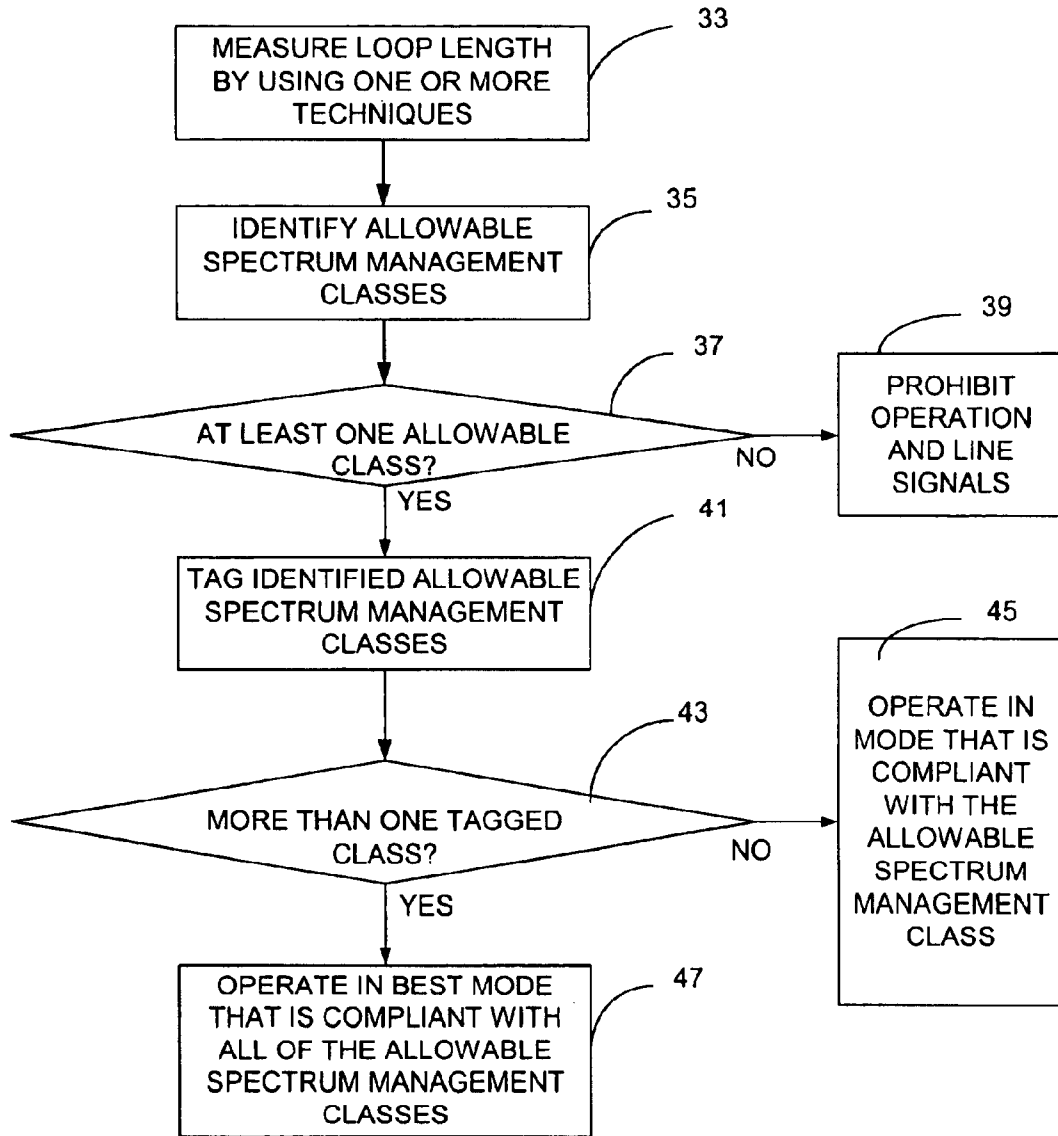 33
MEASURE LOOP LENGTH
BY USING ONE OR MORE
TECHNIQUES
35
IDENTIFY ALLOWABLE
SPECTRUM MANAGEMENT
CLASSES
37
AT LEAST ONE ALLOWABLE
CLASS?
NO
YES
39
PROHIBIT
OPERATION
AND LINE
SIGNALS
41
TAG IDENTIFIED ALLOWABLE
SPECTRUM MANAGEMENT
CLASSES
43
MORE THAN ONE TAGGED
CLASS?
NO
YES
45
OPERATE IN
MODE THAT IS
COMPLIANT
WITH THE
ALLOWABLE
SPECTRUM
MANAGEMENT
CLASS
47
OPERATE IN BEST MODE
THAT IS COMPLIANT WITH
ALL OF THE ALLOWABLE
SPECTRUM MANAGEMENT
CLASSES